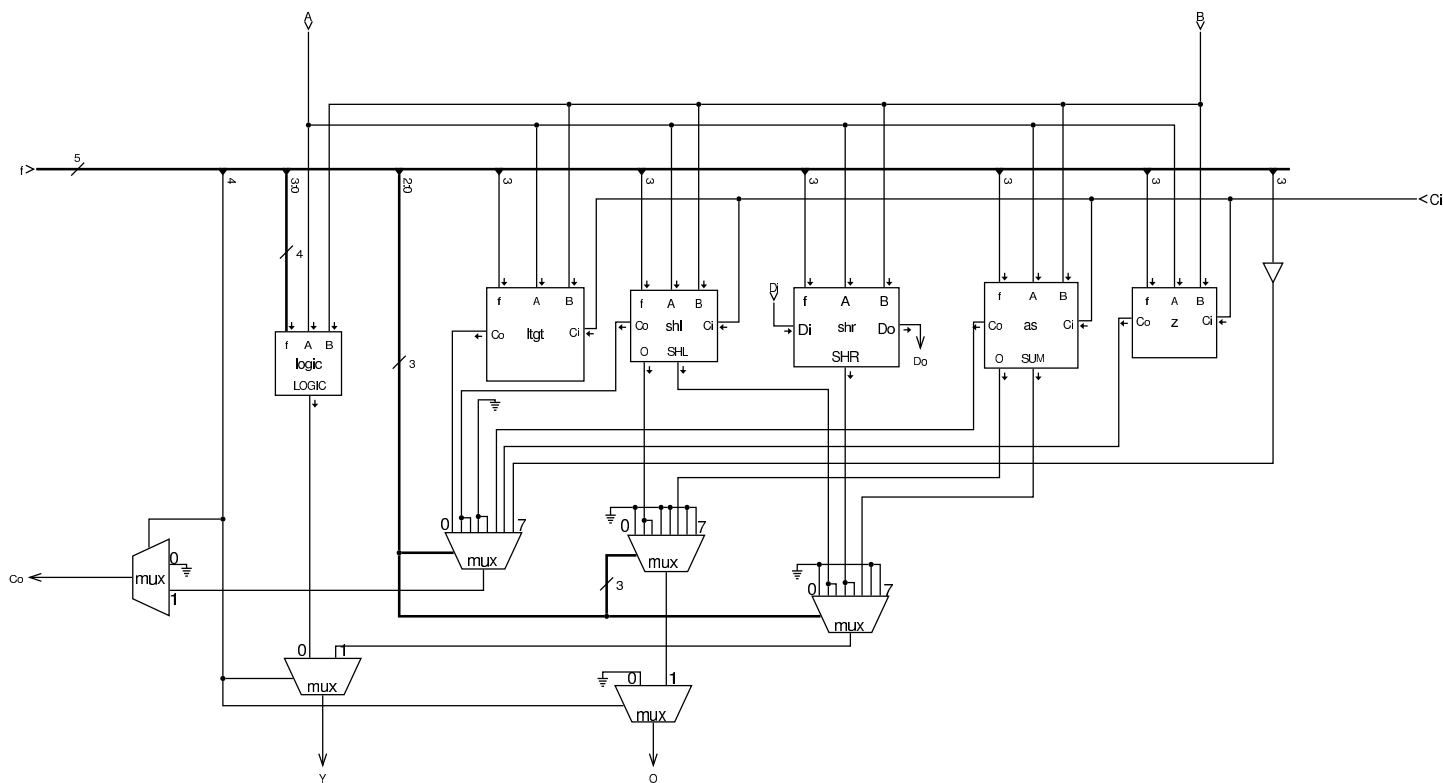 A B
5
f
4 3:0 2:0 3 3 3 3 3 3
Ci
4
Di
f A B
f A B
f A B
f A B
f A B
Co ltgt Ci
Co shl Ci
Di shr Do
Co as Ci
Co z Ci
f A B
logic
LOGIC
O SHL
SHR
Do
O SUM
3
0 7
mux
0 7
mux
3
0 7
mux
Co
mux
0
1
0 1
mux
0 1
mux
Y O